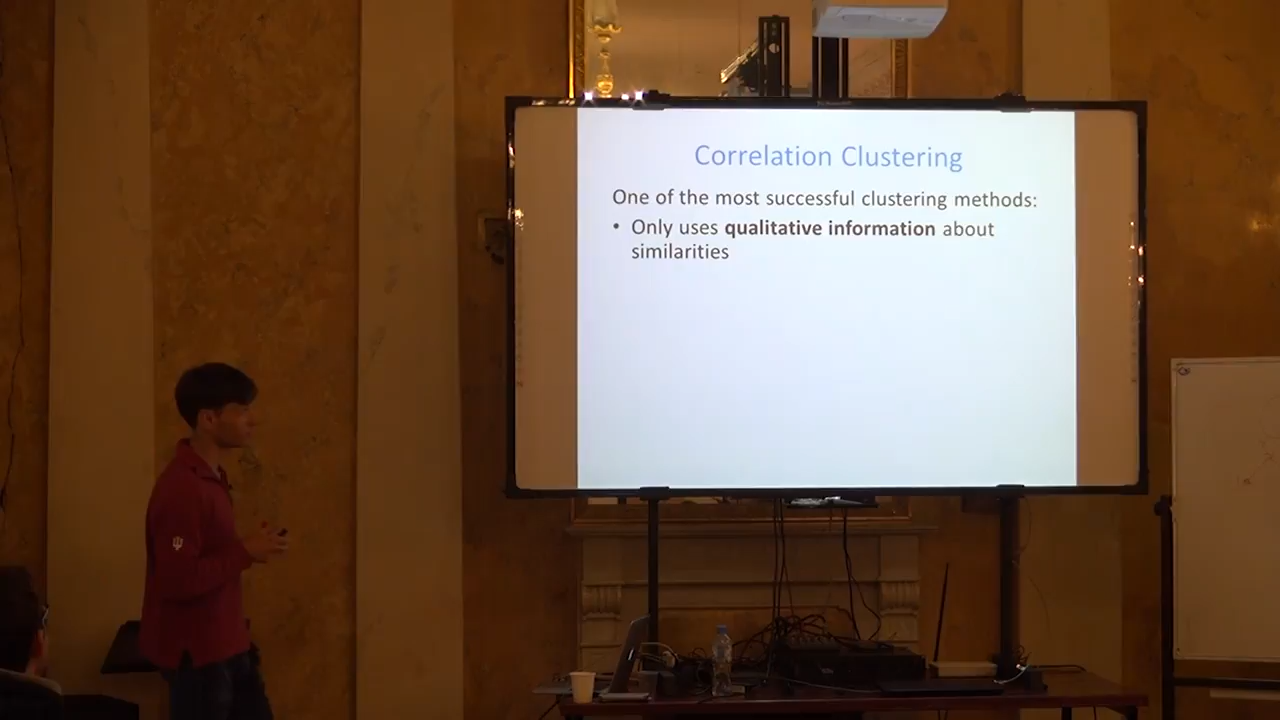 Correlation Clustering
One of the most successful clustering methods:
• Only uses qualitative information about
similarities